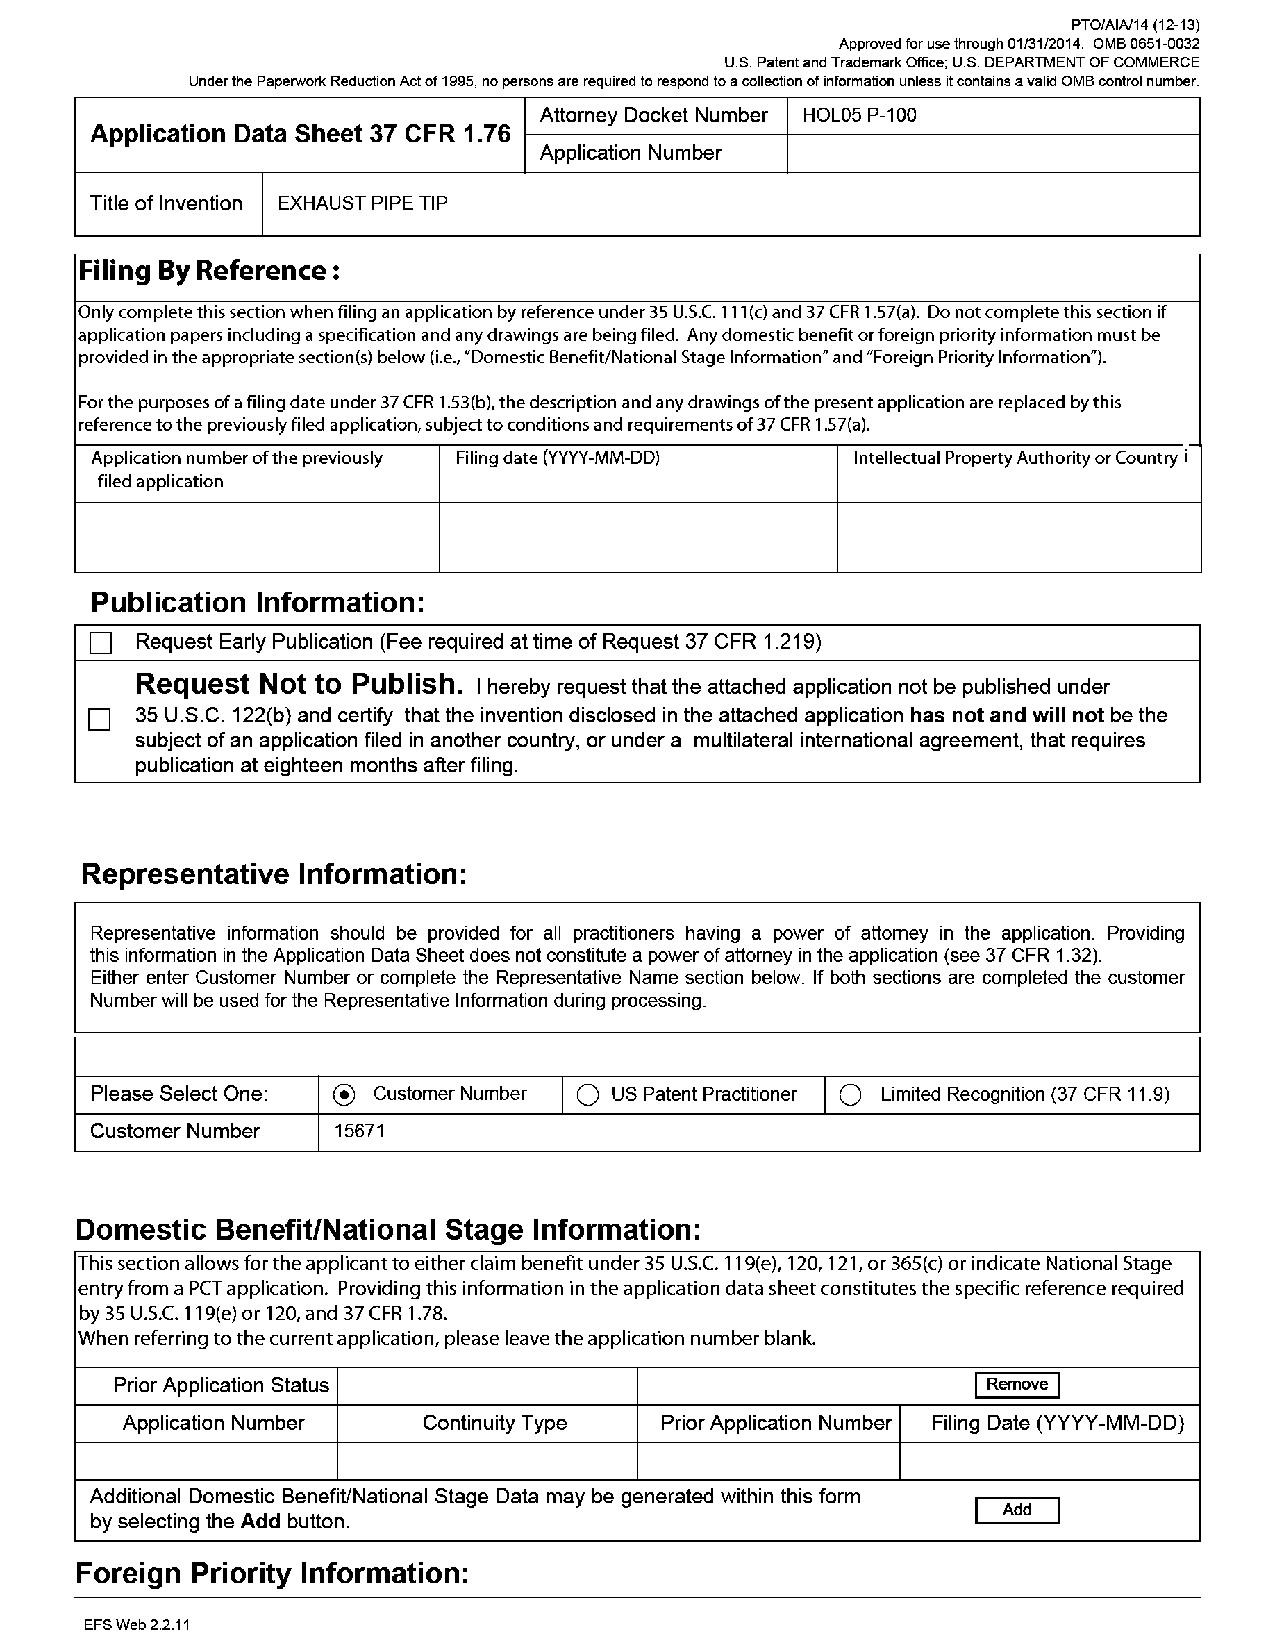 PTO/AIA/14 (12-13)
Approved for use through 01/31/2014. OMB 0651-0032
U.S. Patent and Trademark Office; U.S. DEPARTMENT OF COMMERCE
Under the Paperwork Reduction Act of 1995, no persons are required to respond to a collection of information unless it contains a valid OMB control number.
Application Data Sheet 37 CFR 1.76
Attorney Docket Number HOL05 P-100
Application Number
Title of Invention EXHAUST PIPE TIP
Filing By Reference :
Only complete this section when filing an application by reference under 35 U.S.C. 111(c) and 37 CFR 1.57(a). Do not complete this section if
application papers including a specification and any drawings are being filed. Any domestic benefit or foreign priority information must be
provided in the appropriate section(s) below (i.e., “Domestic Benefit/National Stage Information” and “Foreign Priority Information”).
For the purposes of a filing date under 37 CFR 1.53(b), the description and any drawings of the present application are replaced by this
reference to the previously filed application, subject to conditions and requirements of 37 CFR 1.57(a).
Application number of the previously Filing date (YYYY-MM-DD) Intellectual Property Authority or Country i
filed application
Publication Information:
Request Early Publication (Fee required at time of Request 37 CFR 1.219)
Request Not to Publish. I hereby request that the attached application not be published under
35 U.S.C. 122(b) and certify that the invention disclosed in the attached application has not and will not be the
subject of an application filed in another country, or under a multilateral international agreement, that requires
publication at eighteen months after filing.
Representative Information:
Representative information should be provided for all practitioners having a power of attorney in the application. Providing
this information in the Application Data Sheet does not constitute a power of attorney in the application (see 37 CFR 1.32).
Either enter Customer Number or complete the Representative Name section below. If both sections are completed the customer
Number will be used for the Representative Information during processing.
Please Select One: Customer Number US Patent Practitioner Limited Recognition (37 CFR 11.9)
Customer Number 15671
Domestic Benefit/National Stage Information:
This section allows for the applicant to either claim benefit under 35 U.S.C. 119(e), 120, 121, or 365(c) or indicate National Stage
entry from a PCT application. Providing this information in the application data sheet constitutes the specific reference required
by 35 U.S.C. 119(e) or 120, and 37 CFR 1.78.
When referring to the current application, please leave the application number blank.
Prior Application Status Remove
Application Number Continuity Type Prior Application Number Filing Date (YYYY-MM-DD)
Additional Domestic Benefit/National Stage Data may be generated within this form
by selecting the Add button.
Add
Foreign Priority Information:
EFS Web 2.2.11